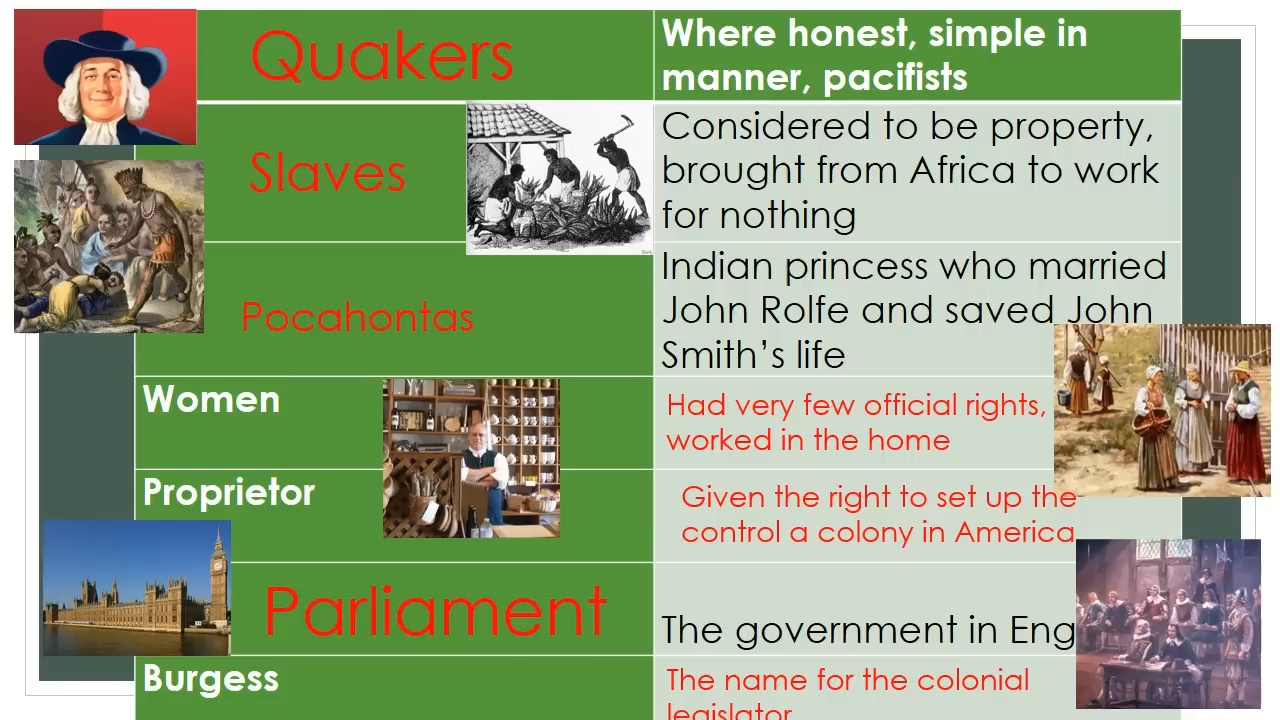 Quakers
Where honest, simple in
manner, pacifists
Slaves
Considered to be property,
brought from Africa to work
for nothing
Pocahontas
Indian princess who married
John Rolfe and saved John
Smith's life
Women
Had very few official rights,
worked in the home
Proprietor
Given the right to set up the
control a colony in America
Parliament
The government in Eng
Burgess
The name for the colonial
legislator